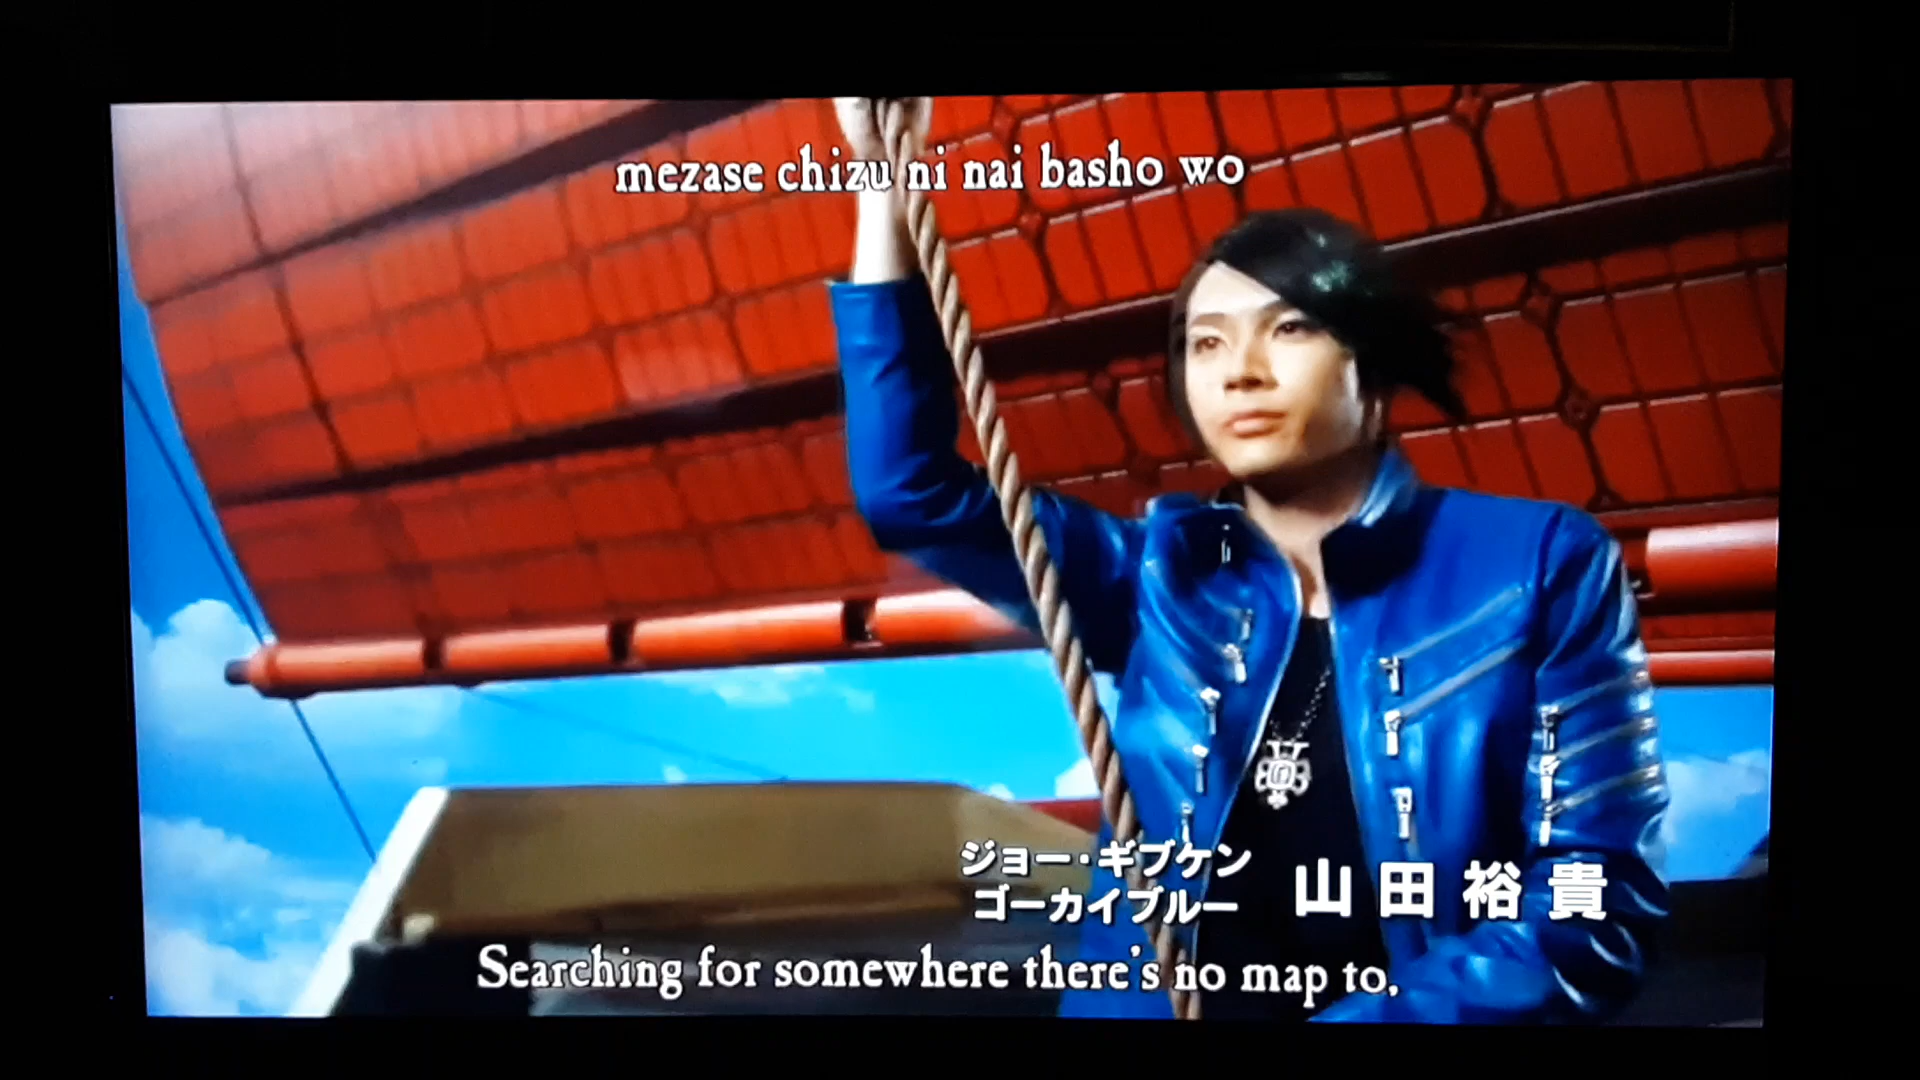 mezase chizu ni nai basho wo
ジョー・ギブケン
ゴーカイブルー
山田裕貴
Searching for somewhere there's no map to,